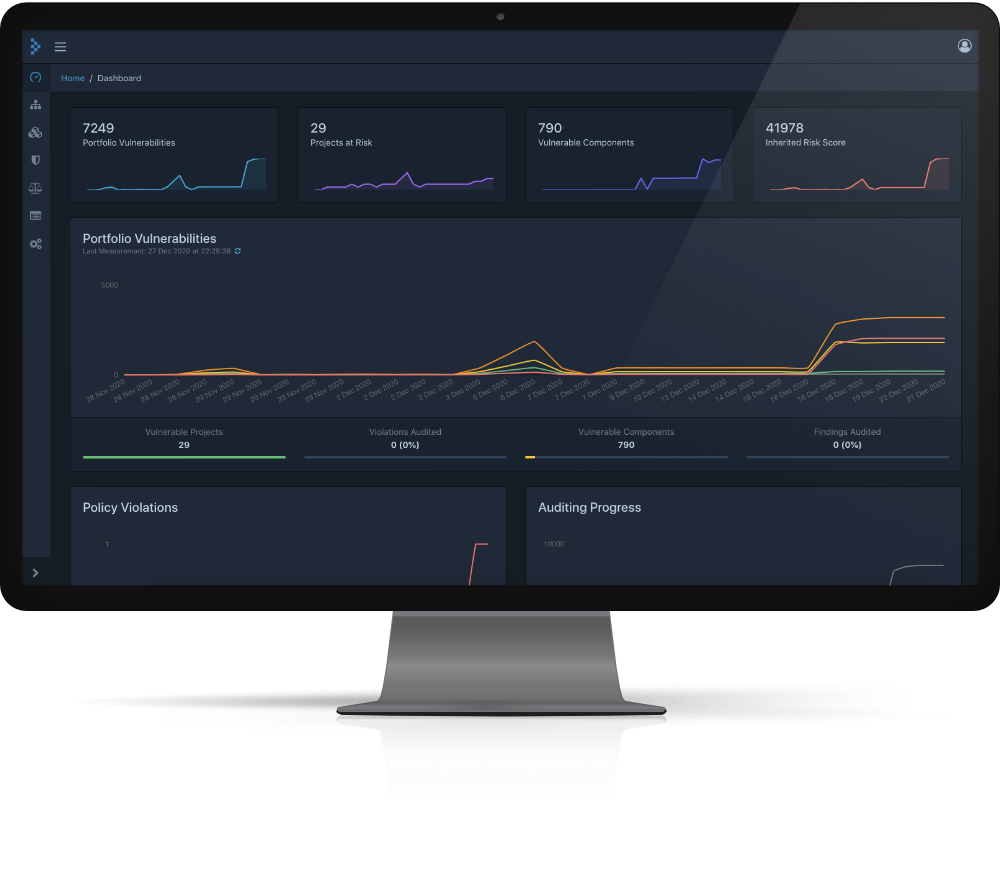 Home / Dashboard
7249
Portfolio Vulnerabilities
29
Projects at Risk
790
Vulnerable Components
41978
Inherited Risk Score
Portfolio Vulnerabilities
Last Measurement: 27 Dec 2020 at 22:26:38
5000
0
28 Nov 2020
28 Nov 2020
28 Nov 2020
28 Nov 2020
29 Nov 2020
29 Nov 2020
29 Nov 2020
29 Nov 2020
2 Dec 2020
2 Dec 2020
2 Dec 2020
2 Dec 2020
3 Dec 2020
5 Dec 2020
6 Dec 2020
7 Dec 2020
7 Dec 2020
7 Dec 2020
9 Dec 2020
10 Dec 2020
13 Dec 2020
14 Dec 2020
14 Dec 2020
16 Dec 2020
16 Dec 2020
16 Dec 2020
16 Dec 2020
19 Dec 2020
22 Dec 2020
27 Dec 2020
Vulnerable Projects
29
Violations Audited
0 (0%)
Vulnerable Components
790
Findings Audited
0 (0%)
Policy Violations
1
Auditing Progress
10000